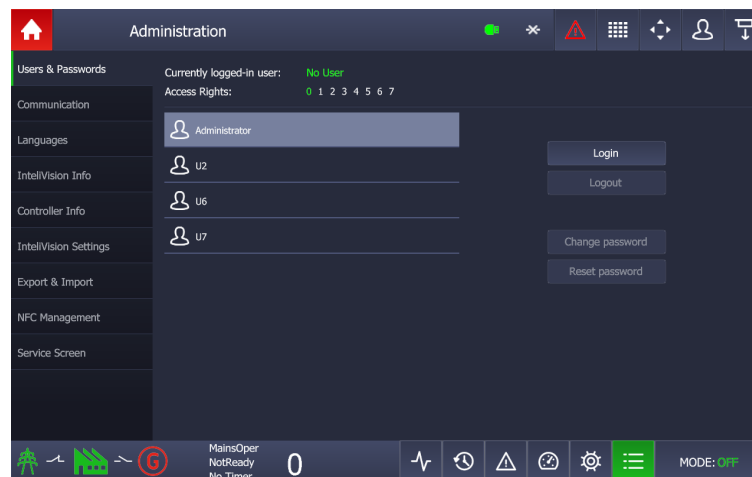 Administration
Users & Passwords
Communication
Languages
InteliVision Info
Controller Info
InteliVision Settings
Export & Import
NFC Management
Service Screen
Currently logged-in user: No User
Access Rights: 0 1 2 3 4 5 6 7
Administrator
U2
U6
U7
Login
Logout
Change password
Reset password
G
MainsOper
NotReady
No Timer
0
MODE: OFF